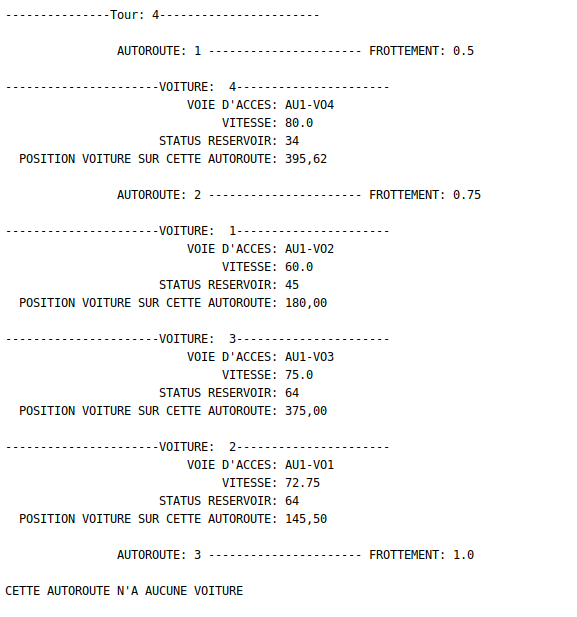 ---------------Tour: 4-----------------------
AUTOROUTE: 1 ---------------------- FROTTEMENT: 0.5
----------------------VOITURE:  4----------------------
VOIE D'ACCES: AU1-VO4
VITESSE: 80.0
STATUS RESERVOIR: 34
POSITION VOITURE SUR CETTE AUTOROUTE: 395,62
AUTOROUTE: 2 ---------------------- FROTTEMENT: 0.75
----------------------VOITURE:  1----------------------
VOIE D'ACCES: AU1-VO2
VITESSE: 60.0
STATUS RESERVOIR: 45
POSITION VOITURE SUR CETTE AUTOROUTE: 180,00
----------------------VOITURE:  3----------------------
VOIE D'ACCES: AU1-VO3
VITESSE: 75.0
STATUS RESERVOIR: 64
POSITION VOITURE SUR CETTE AUTOROUTE: 375,00
----------------------VOITURE:  2----------------------
VOIE D'ACCES: AU1-VO1
VITESSE: 72.75
STATUS RESERVOIR: 64
POSITION VOITURE SUR CETTE AUTOROUTE: 145,50
AUTOROUTE: 3 ---------------------- FROTTEMENT: 1.0
CETTE AUTOROUTE N'A AUCUNE VOITURE